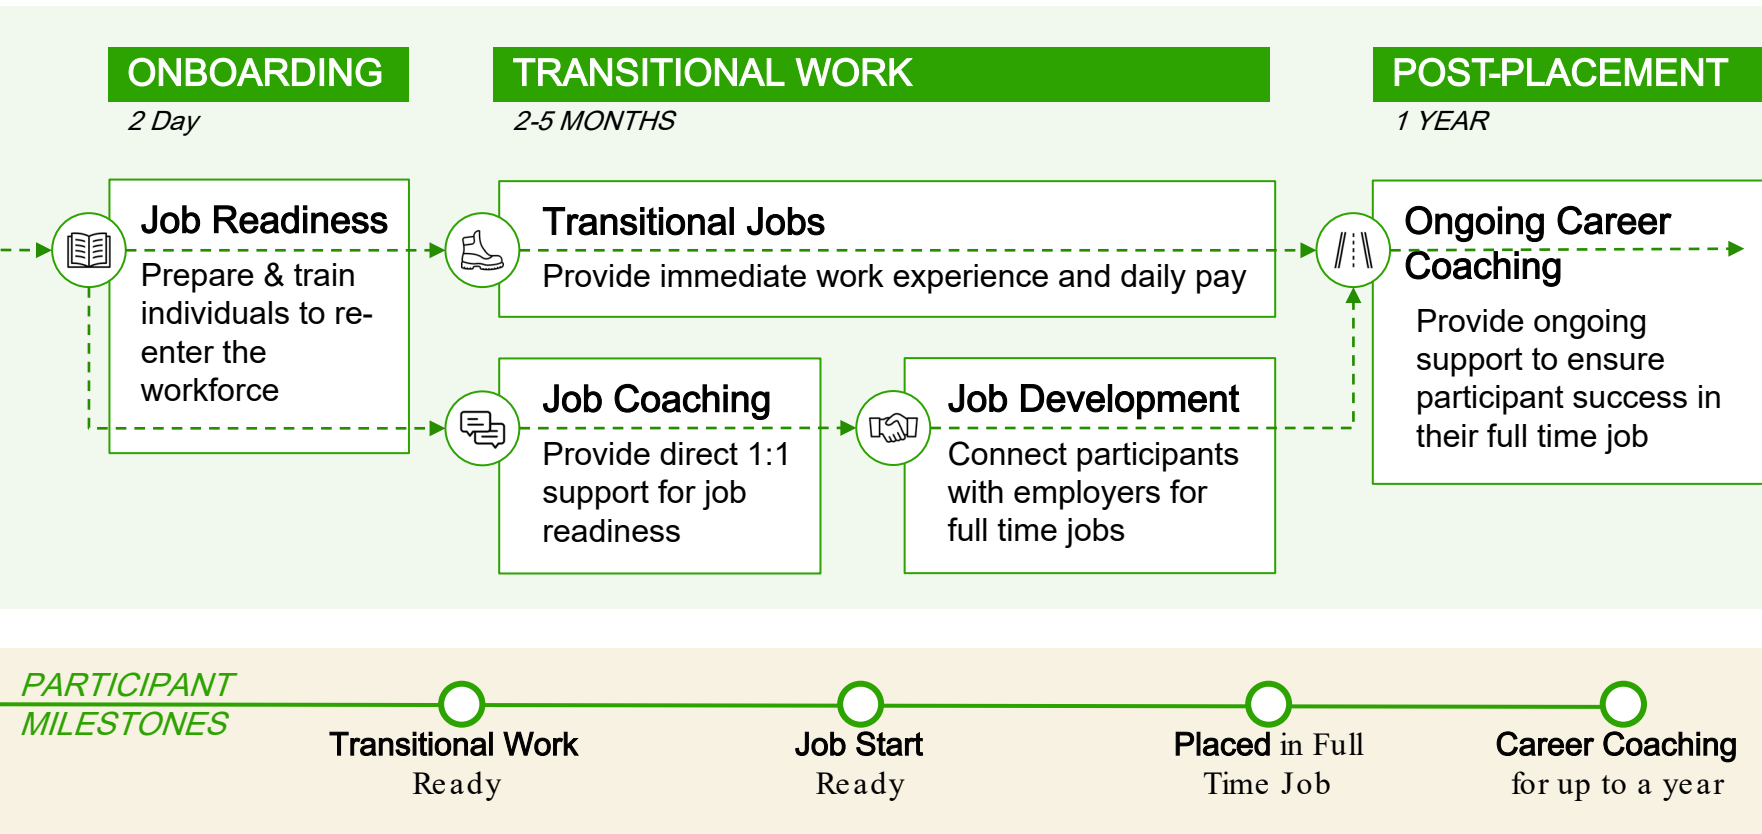 ONBOARDING
2 Day
TRANSITIONAL WORK
2-5 MONTHS
POST-PLACEMENT
1 YEAR
Job Readiness
Prepare & train
individuals to re-
enter the
workforce
Transitional Jobs
Provide immediate work experience and daily pay
Job Coaching
Provide direct 1:1
support for job
readiness
Job Development
Connect participants
with employers for
full time jobs
Ongoing Career
Coaching
Provide ongoing
support to ensure
participant success in
their full time job
PARTICIPANT
MILESTONES
Transitional Work
Ready
Job Start
Ready
Placed in Full
Time Job
Career Coaching
for up to a year